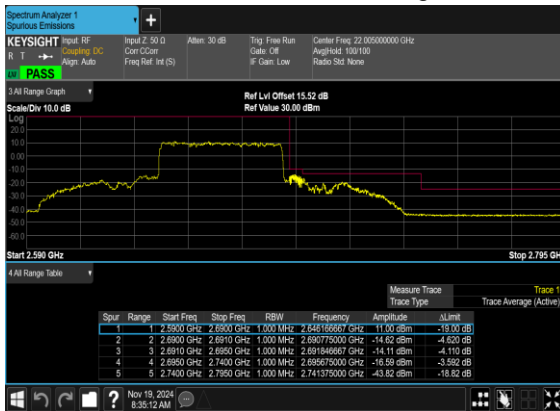 Spectrum Analyzer 1
Spurious Emissions
KEYSIGHT Input: RF Input Z: 50 Ω Atten: 30 dB Trig: Free Run Center Freq: 22.005000000 GHz
R T Coupling: DC Corr CCorr Gate: Off Avg|Hold: 100/100
Align: Auto Freq Ref: Int (S) IF Gain: Low Radio Std: None
PASS
3 All Range Graph
Ref Lvl Offset 15.52 dB
Scale/Div 10.0 dB Ref Value 30.00 dBm
Log
20.0
10.0
0.00
-10.0
-20.0
-30.0
-40.0
-50.0
-60.0
Start 2.590 GHz Stop 2.795 GH
4 All Range Table
Measure Trace Trace 1
Trace Type Trace Average (Active)
Spur Range Start Freq Stop Freq RBW Frequency Amplitude ΔLimit
1 1 2.5900 GHz 2.6900 GHz 1.000 MHz 2.646166667 GHz 11.00 dBm -19.00 dB
2 2 2.6900 GHz 2.6910 GHz 1.000 MHz 2.690775000 GHz -14.62 dBm -4.620 dB
3 3 2.6910 GHz 2.6950 GHz 1.000 MHz 2.691846667 GHz -14.11 dBm -4.110 dB
4 4 2.6950 GHz 2.7400 GHz 1.000 MHz 2.695675000 GHz -16.59 dBm -3.592 dB
5 5 2.7400 GHz 2.7950 GHz 1.000 MHz 2.741375000 GHz -43.82 dBm -18.82 dB
Nov 19, 2024
8:35:12 AM